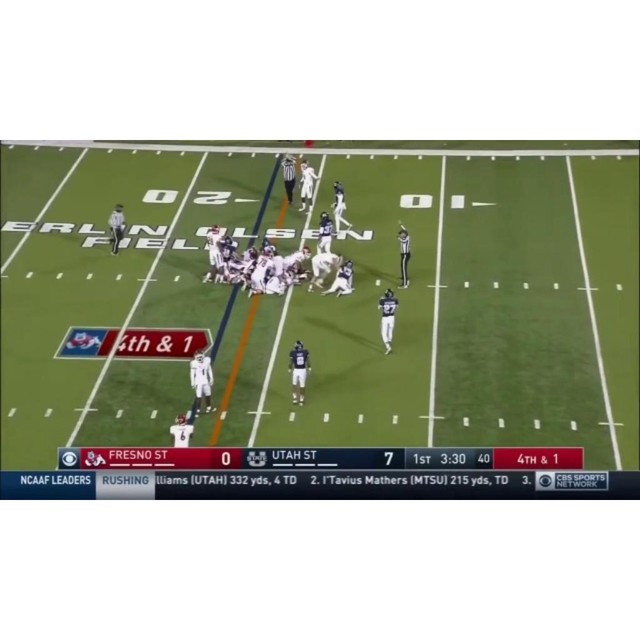 20
10
ERLIN OLSEN
FIELD
4th & 1
6
FRESNO ST 0 UTAH ST 7 1ST 3:30 40 4TH & 1
NCAAF LEADERS RUSHING lliams (UTAH) 332 yds, 4 TD 2. I'Tavius Mathers (MTSU) 215 yds, TD 3. CBS SPORTS NETWORK